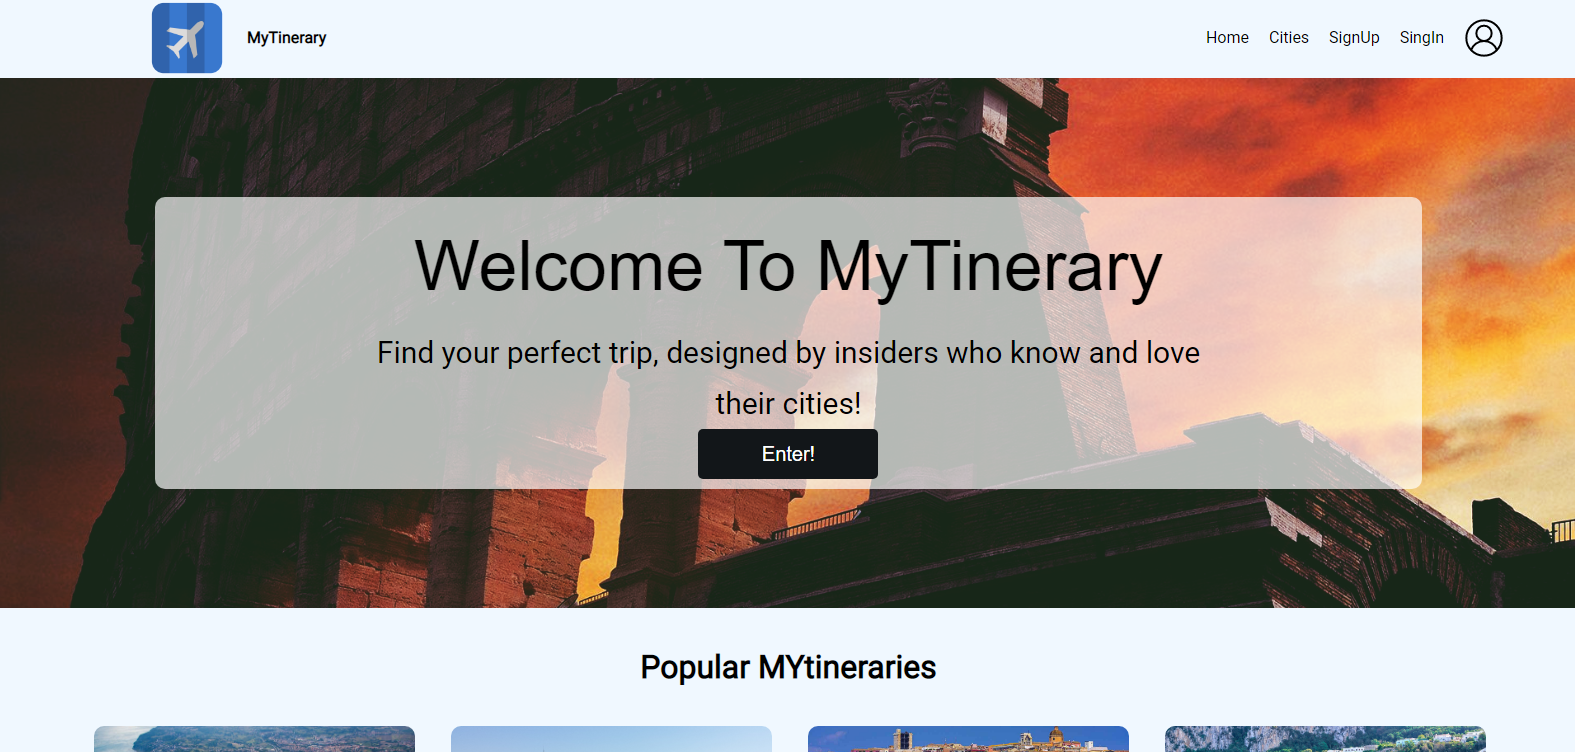 MyTinerary
Home Cities SignUp SingIn
Welcome To MyTinerary
Find your perfect trip, designed by insiders who know and love
their cities!
Enter!
Popular MYtineraries